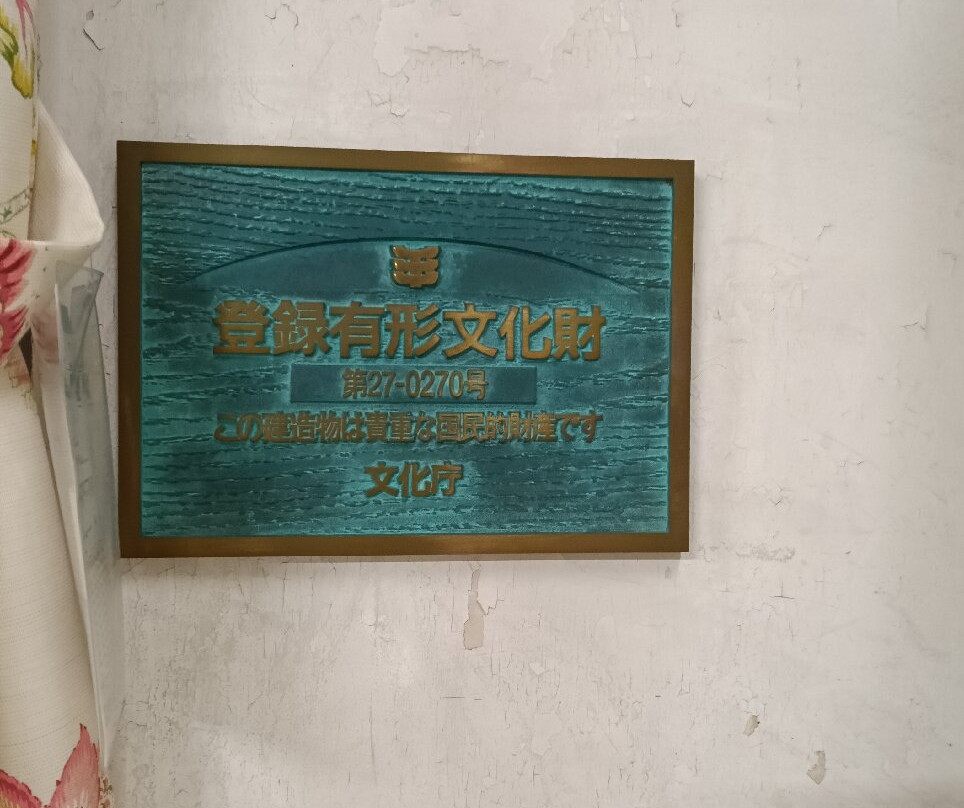 登録有形文化財
第27-0270号
この建造物は貴重な国民的財産です
文化庁